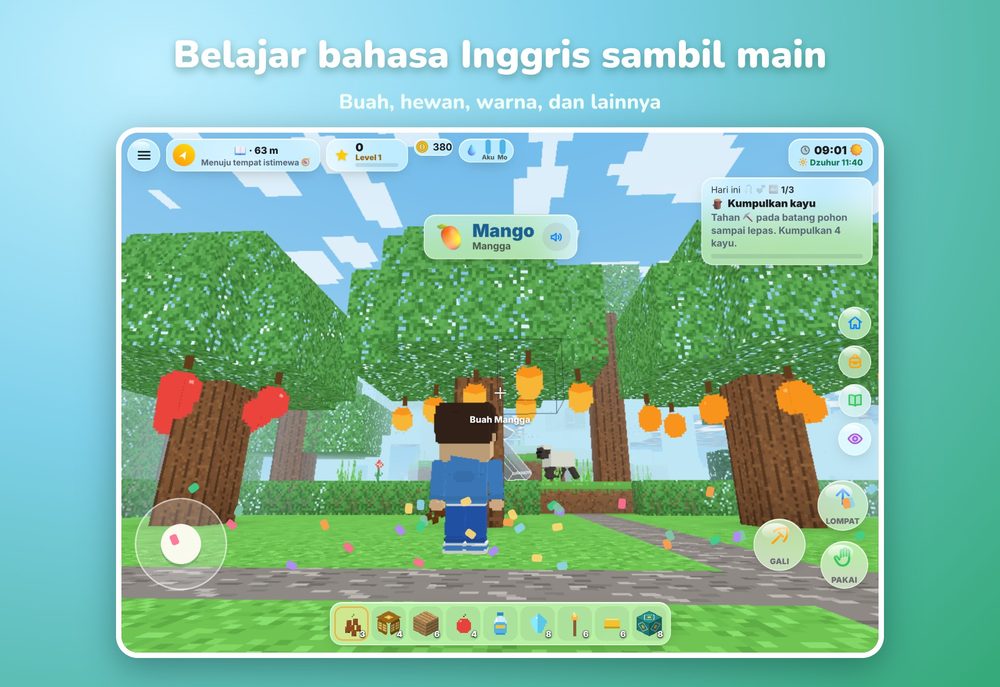 Belajar bahasa Inggris sambil main
Buah, hewan, warna, dan lainnya
· 63 m
Menuju tempat istimewa
0
Level 1
380
Aku Mo
09:01
Dzuhur 11:40
Hari ini 1/3
Kumpulkan kayu
Tahan pada batang pohon
sampai lepas. Kumpulkan 4
kayu.
Mango
Mangga
Buah Mangga
LOMPAT
GALI
PAKAI
3
4
6
4
8
6
6
8